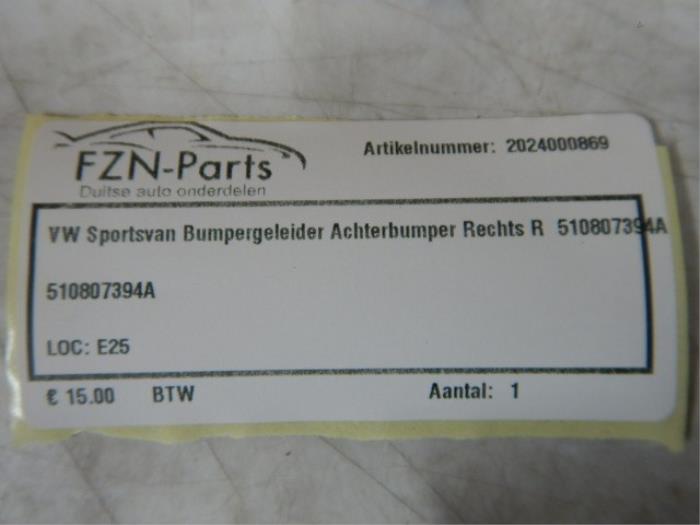 FZN-Parts
Duitse auto onderdelen
Artikelnummer: 2024000869
VW Sportsvan Bumpergeleider Achterbumper Rechts R 510807394A
510807394A
LOC: E25
€ 15.00 BTW Aantal: 1